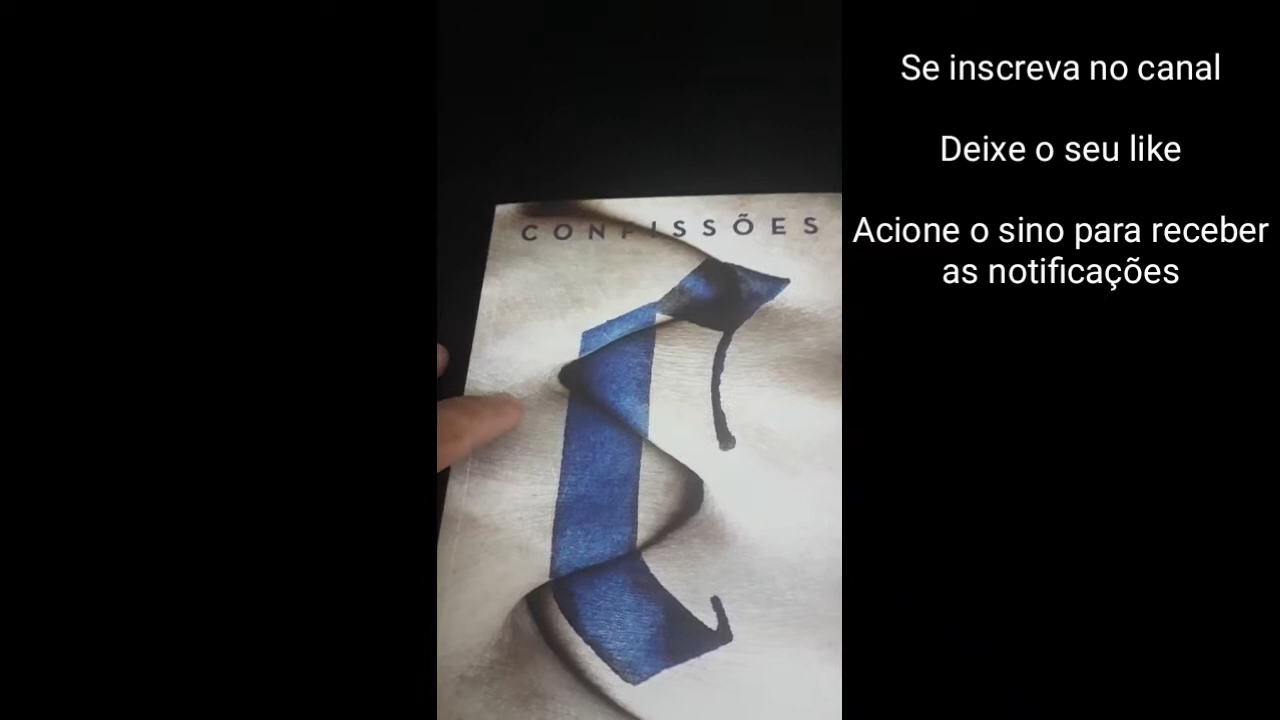 CONFISSÕES
Se inscreva no canal
Deixe o seu like
Acione o sino para receber
as notificações